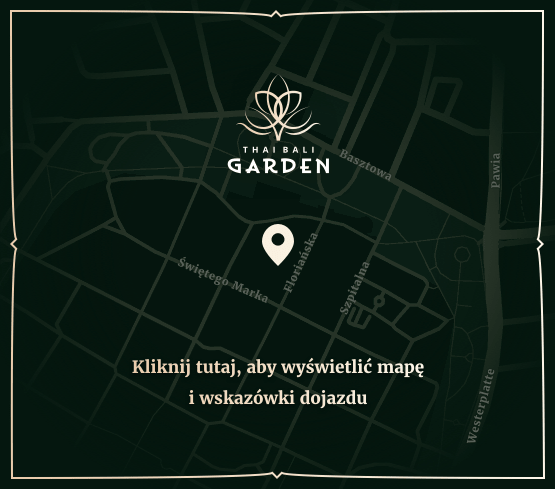 THAI BALI
GARDEN
Basztowa
Pawia
Floriańska
Świętego Marka
Szpitalna
Kliknij tutaj, aby wyświetlić mapę
i wskazówki dojazdu
Westerplatte